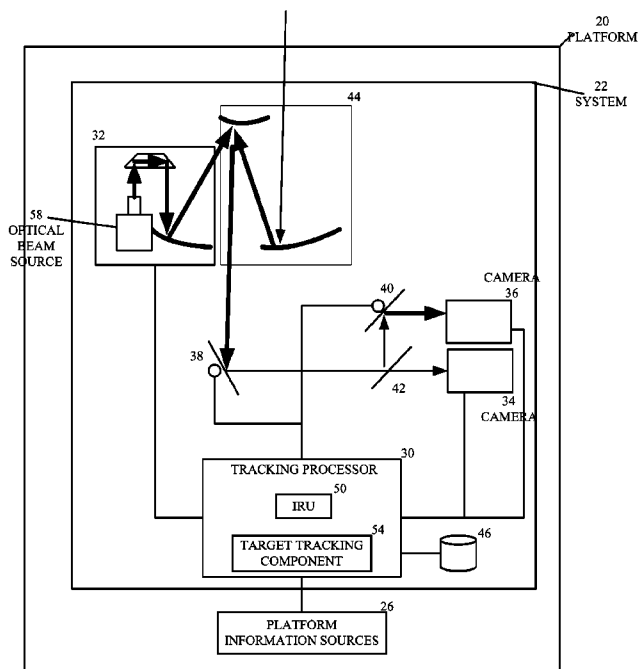 20
PLATFORM
22
SYSTEM
44
32
58
OPTICAL
BEAM
SOURCE
40
CAMERA
36
38
42
34
CAMERA
30
TRACKING PROCESSOR
50
IRU
54
TARGET TRACKING
COMPONENT
46
26
PLATFORM
INFORMATION SOURCES